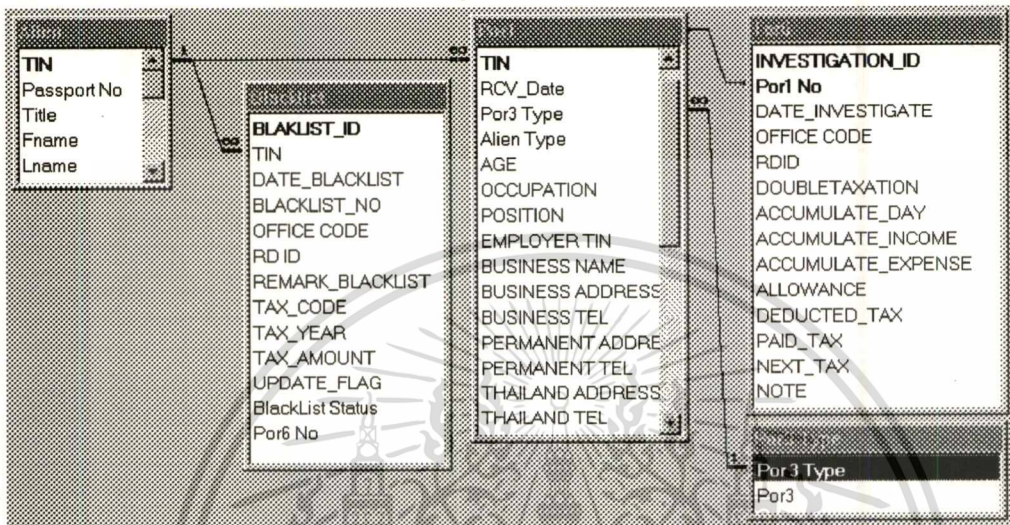 TIN
Passport No
Title
Fname
Lname
BLAKLIST_ID
TIN
DATE_BLACKLIST
BLACKLIST_NO
OFFICE CODE
RD ID
REMARK_BLACKLIST
TAX_CODE
TAX_YEAR
TAX_AMOUNT
UPDATE_FLAG
BlackList Status
Por6 No
TIN
RCV_Date
Por3 Type
Alien Type
AGE
OCCUPATION
POSITION
EMPLOYER TIN
BUSINESS NAME
BUSINESS ADDRESS
BUSINESS TEL
PERMANENT ADDRE
PERMANENT TEL
THAILAND ADDRESS
THAILAND TEL
INVESTIGATION_ID
Por1 No
DATE_INVESTIGATE
OFFICE CODE
RDID
DOUBLETAXATION
ACCUMULATE_DAY
ACCUMULATE_INCOME
ACCUMULATE_EXPENSE
ALLOWANCE
DEDUCTED_TAX
PAID_TAX
NEXT_TAX
NOTE
Por3 Type
Por3
1
∞
∞
∞
1